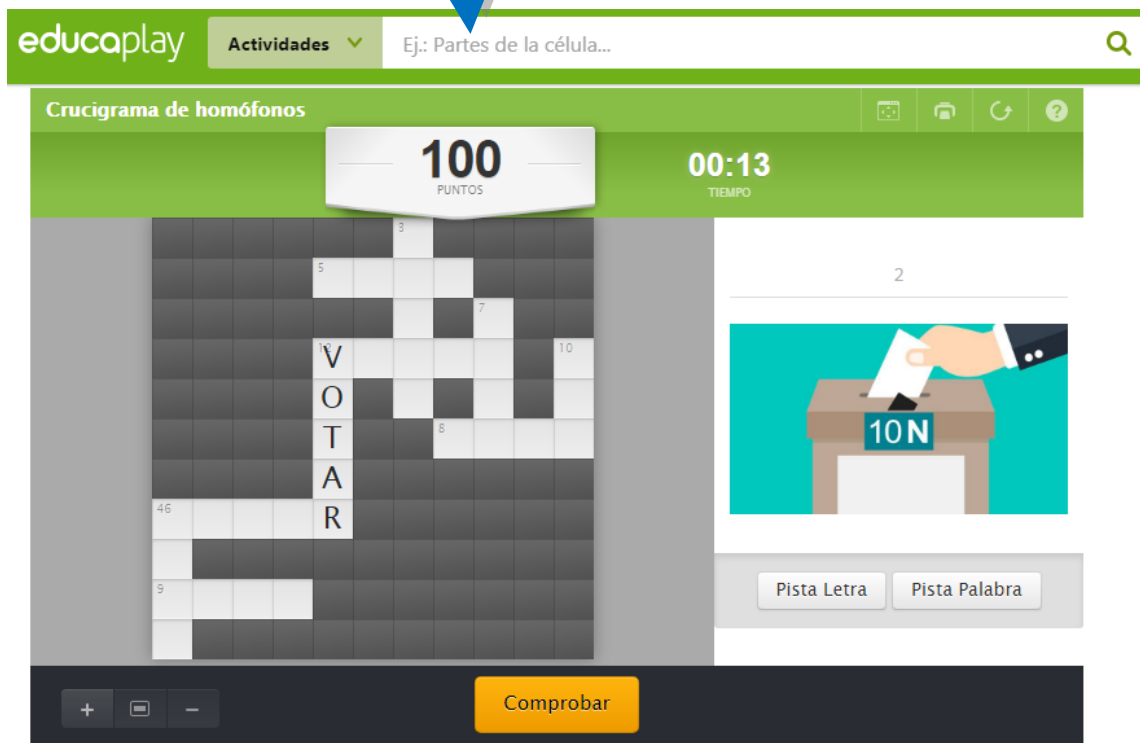 educaplay Actividades Ej.: Partes de la célula...
Crucigrama de homófonos
100
PUNTOS
00:13
TIEMPO
3
5
7
12 V 10
O
T 8
A
46 R
9
2
10N
Pista Letra Pista Palabra
+ −
Comprobar